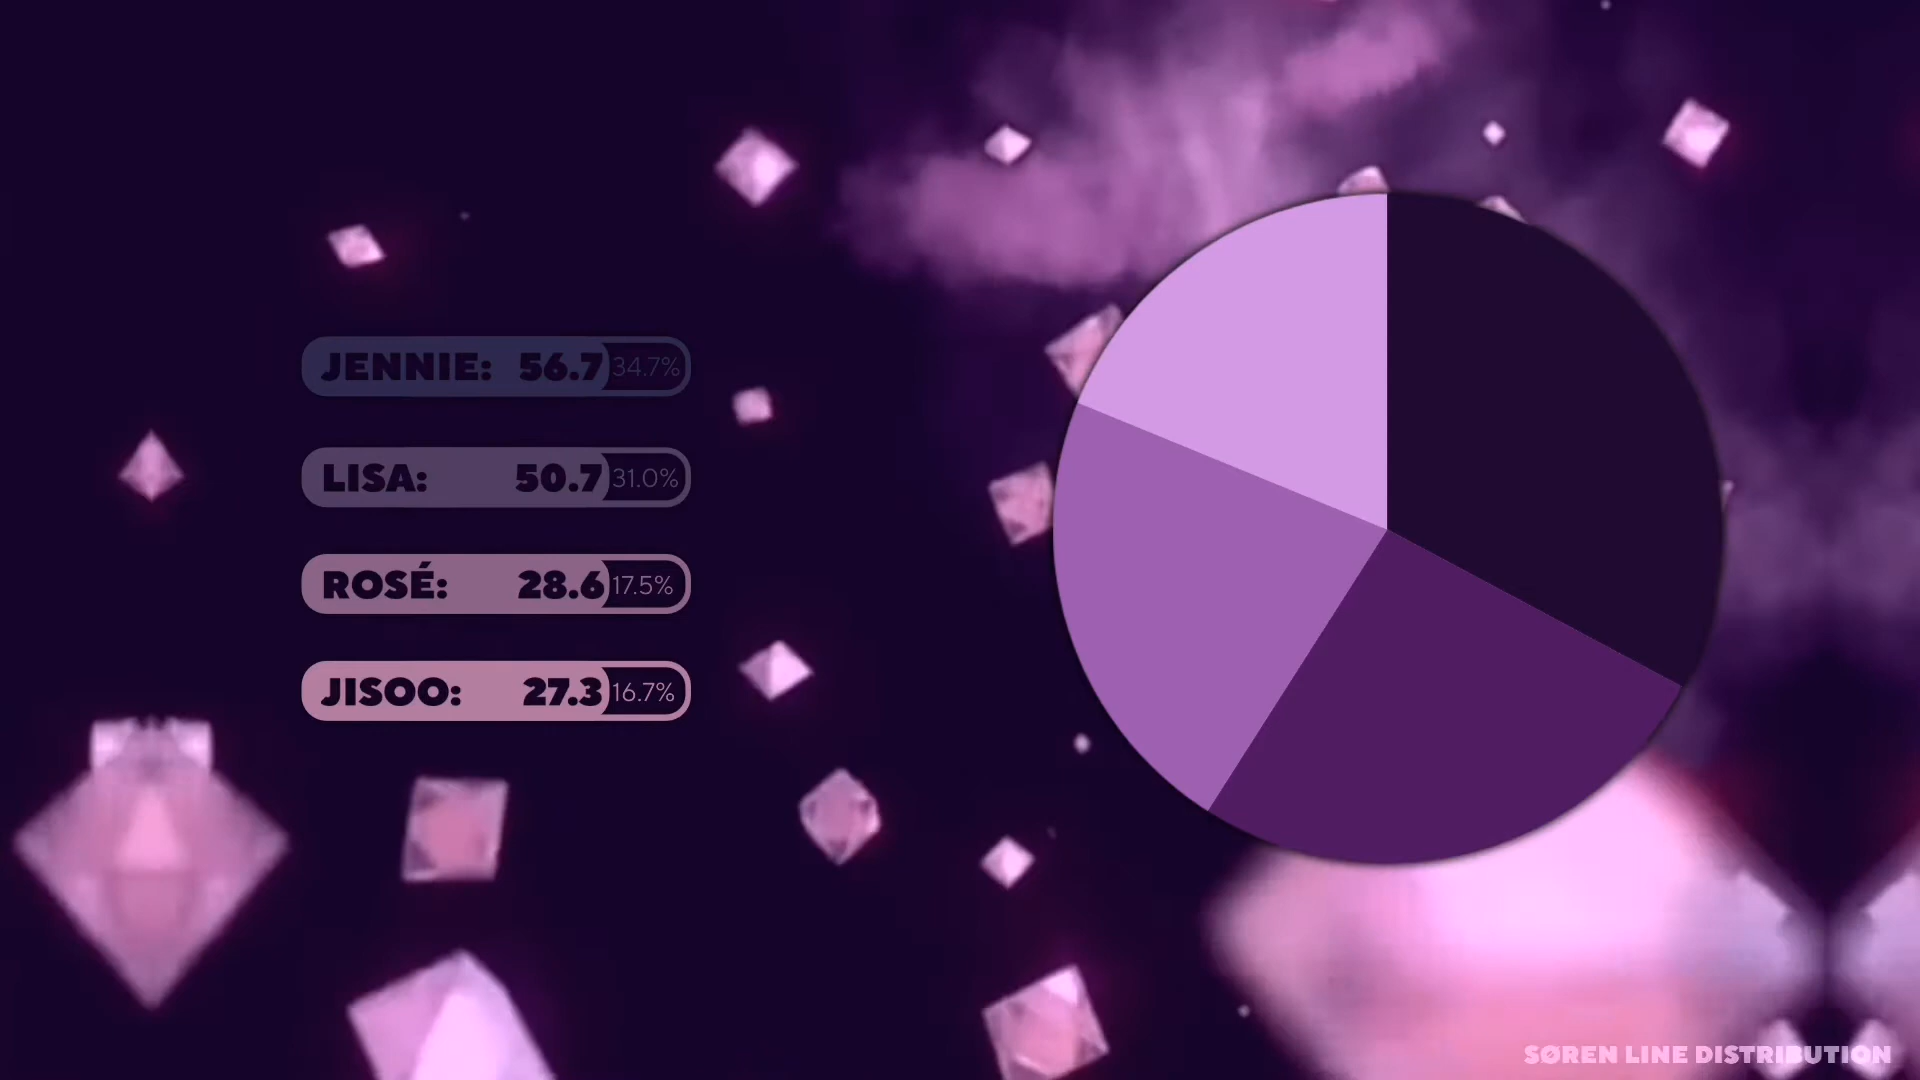 JENNIE: 56.7 34.7%
LISA: 50.7 31.0%
ROSÉ: 28.6 17.5%
JISOO: 27.3 16.7%
SØREN LINE DISTRIBUTION